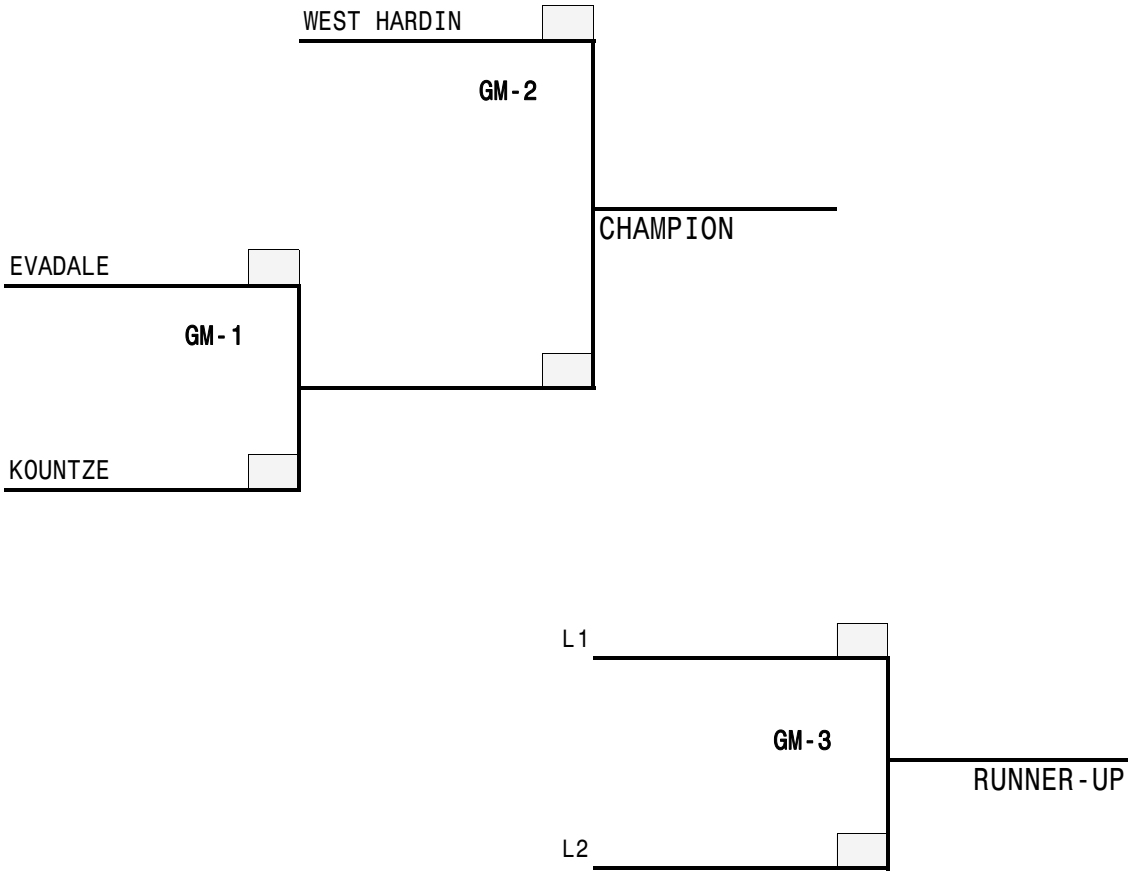 WEST HARDIN
GM-2
CHAMPION
EVADALE
GM-1
KOUNTZE
L1
GM-3
RUNNER-UP
L2